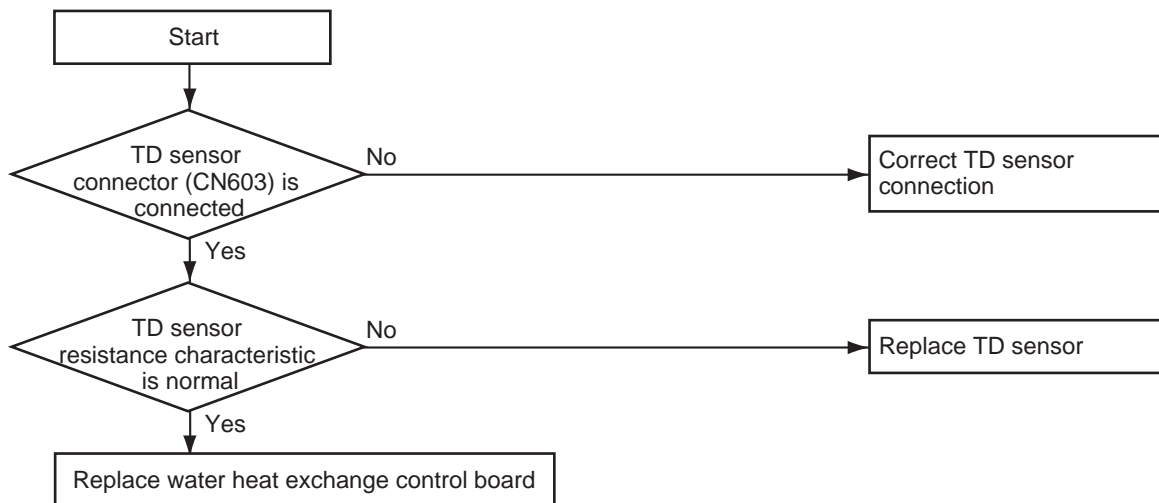 Start
TD sensor
connector (CN603) is
connected
No
Correct TD sensor
connection
Yes
TD sensor
resistance characteristic
is normal
No
Replace TD sensor
Yes
Replace water heat exchange control board